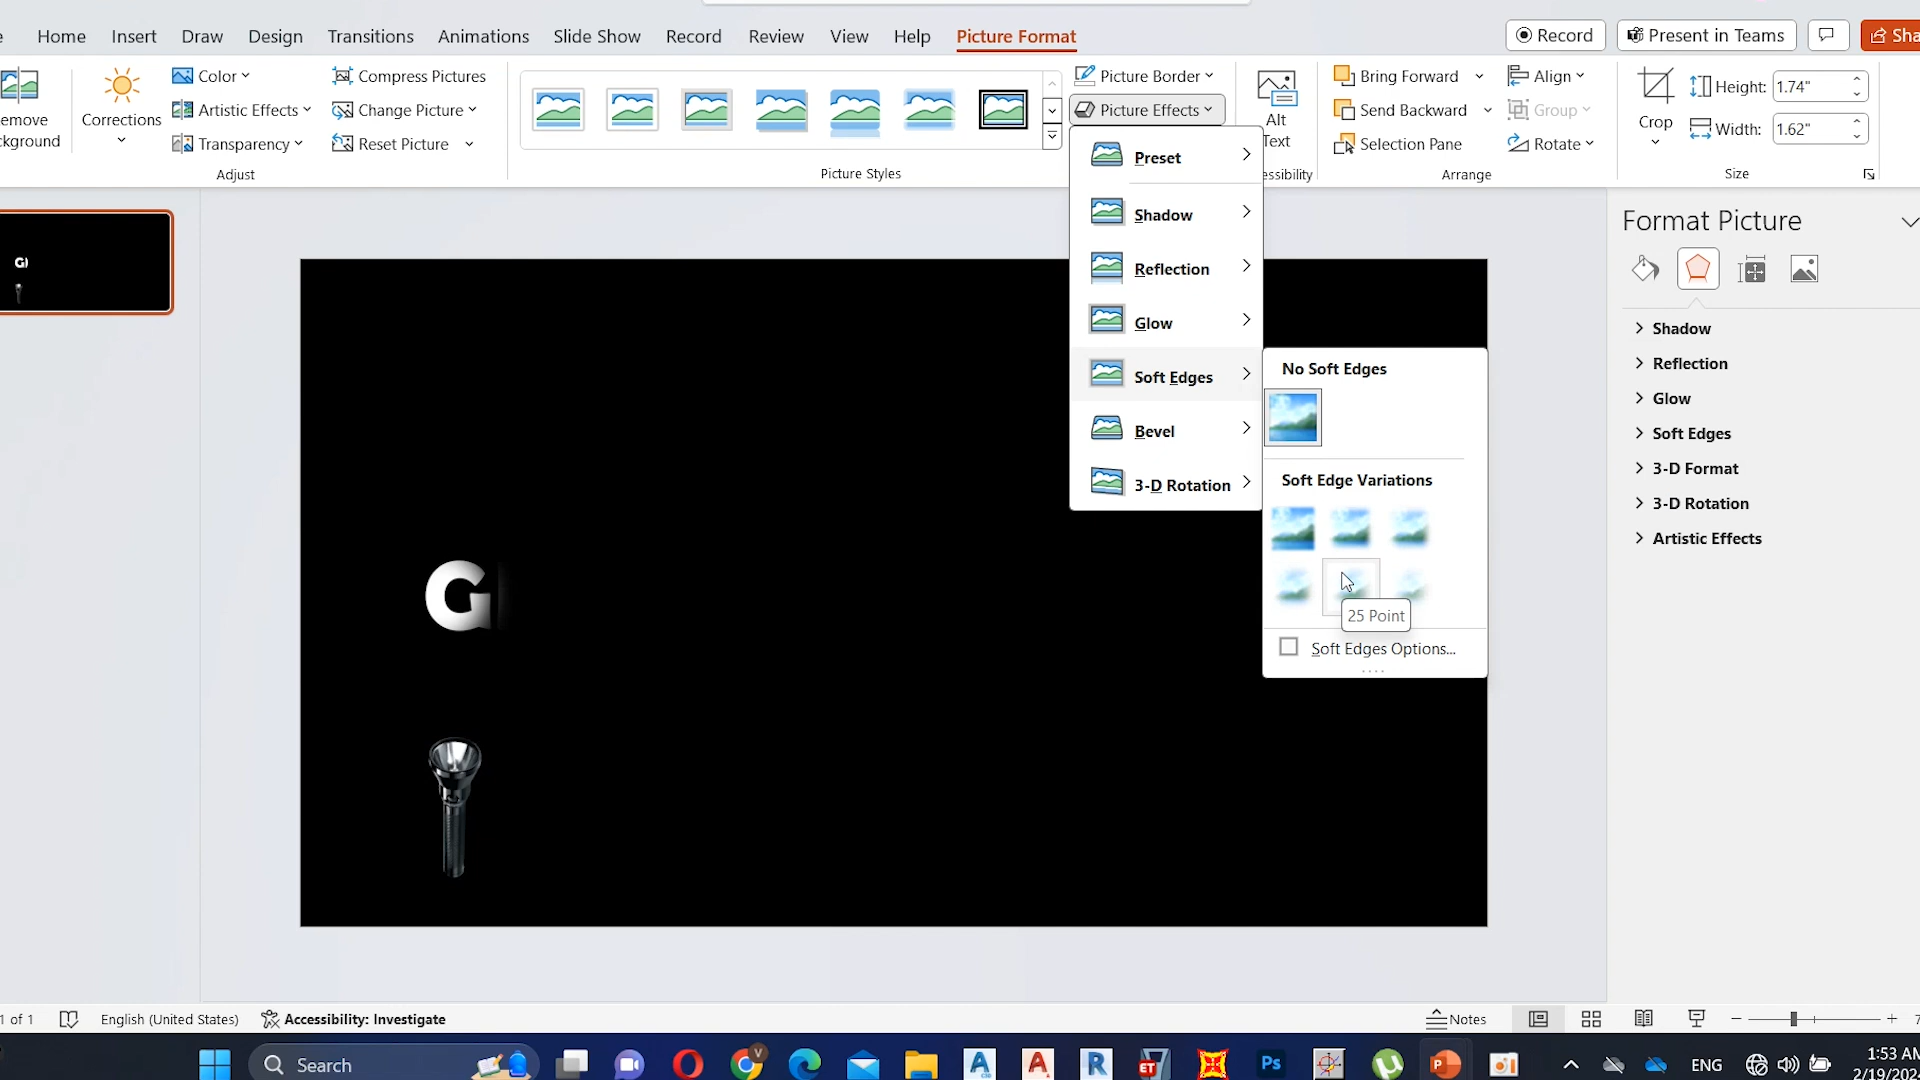 Home Insert Draw Design Transitions Animations Slide Show Record Review View Help Picture Format
Record Present in Teams Sha
Color Compress Pictures Picture Border Bring Forward Align Height: 1.74"
emove Corrections Artistic Effects Change Picture Picture Effects Alt Send Backward Group Crop
kground Transparency Reset Picture Text Selection Pane Rotate Width: 1.62"
Adjust Picture Styles essibility Arrange Size
Preset
Shadow
Reflection
Glow
Soft Edges
Bevel
3-D Rotation
No Soft Edges
Soft Edge Variations
25 Point
Soft Edges Options...
Format Picture
Shadow
Reflection
Glow
Soft Edges
3-D Format
3-D Rotation
Artistic Effects
G
G
1 of 1 English (United States) Accessibility: Investigate Notes
Search ET Ps ENG 1:53 AM
2/19/202